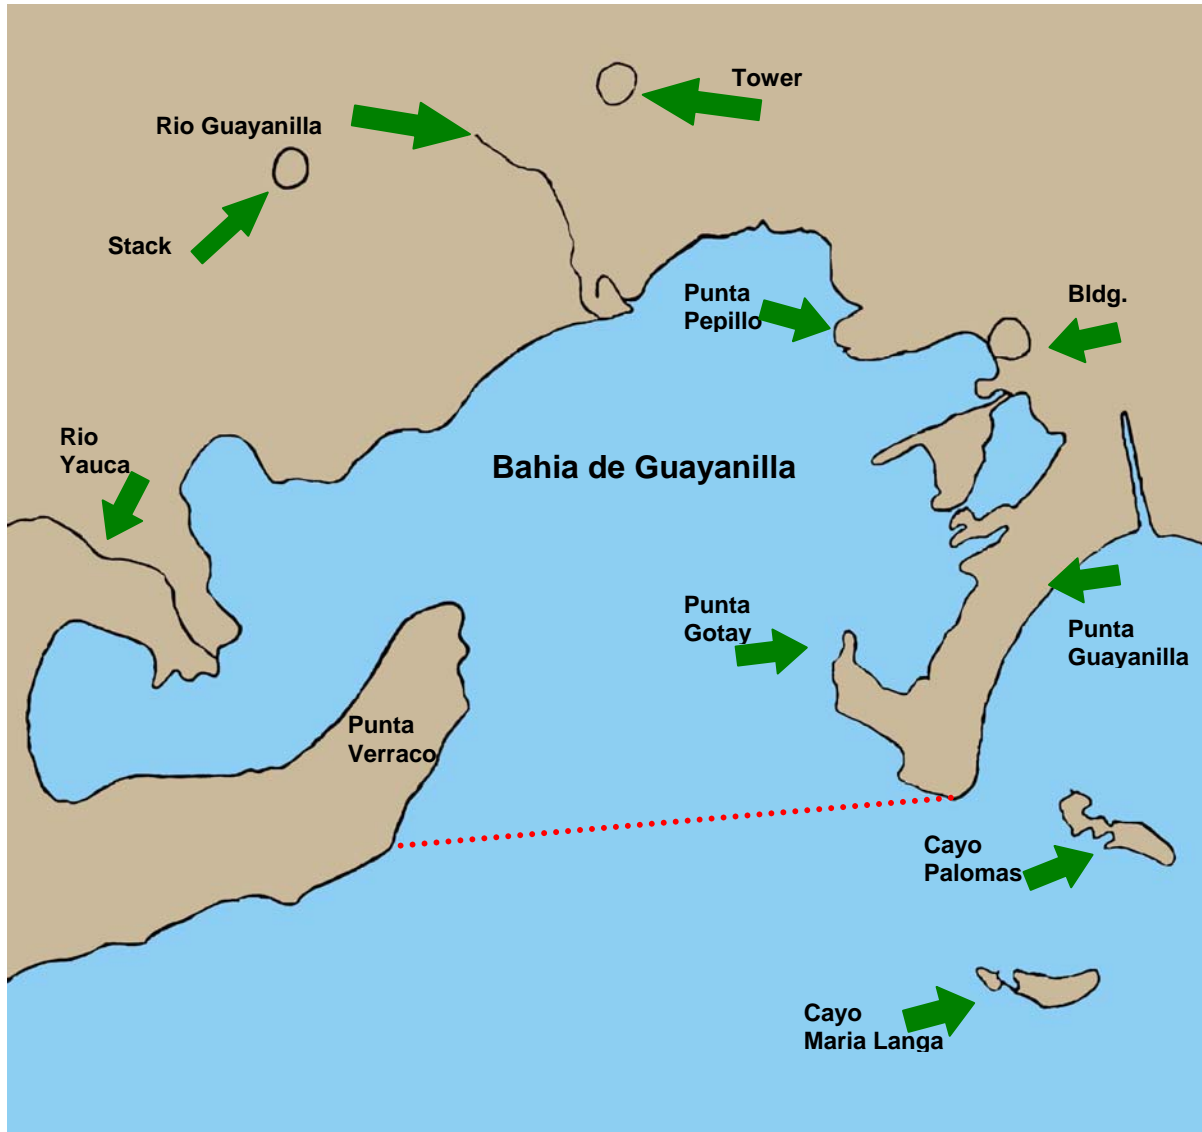 Tower
Rio Guayanilla
Stack
Punta
Pepillo
Bldg.
Rio
Yauca
Bahia de Guayanilla
Punta
Gotay
Punta
Guayanilla
Punta
Verraco
Cayo
Palomas
Cayo
Maria Langa